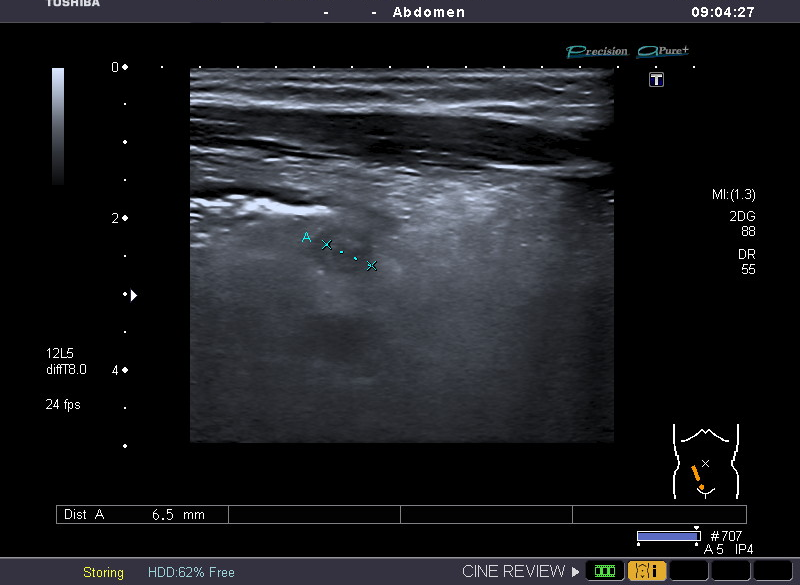 TOSHIBA
- - Abdomen 09:04:27
Precision APure+
0
T
MI:(1.3)
2DG
88
DR
55
2
A
12L5
diffT8.0
4
24 fps
Dist A 6.5 mm
#707
A 5 IP4
Storing HDD:62% Free CINE REVIEW